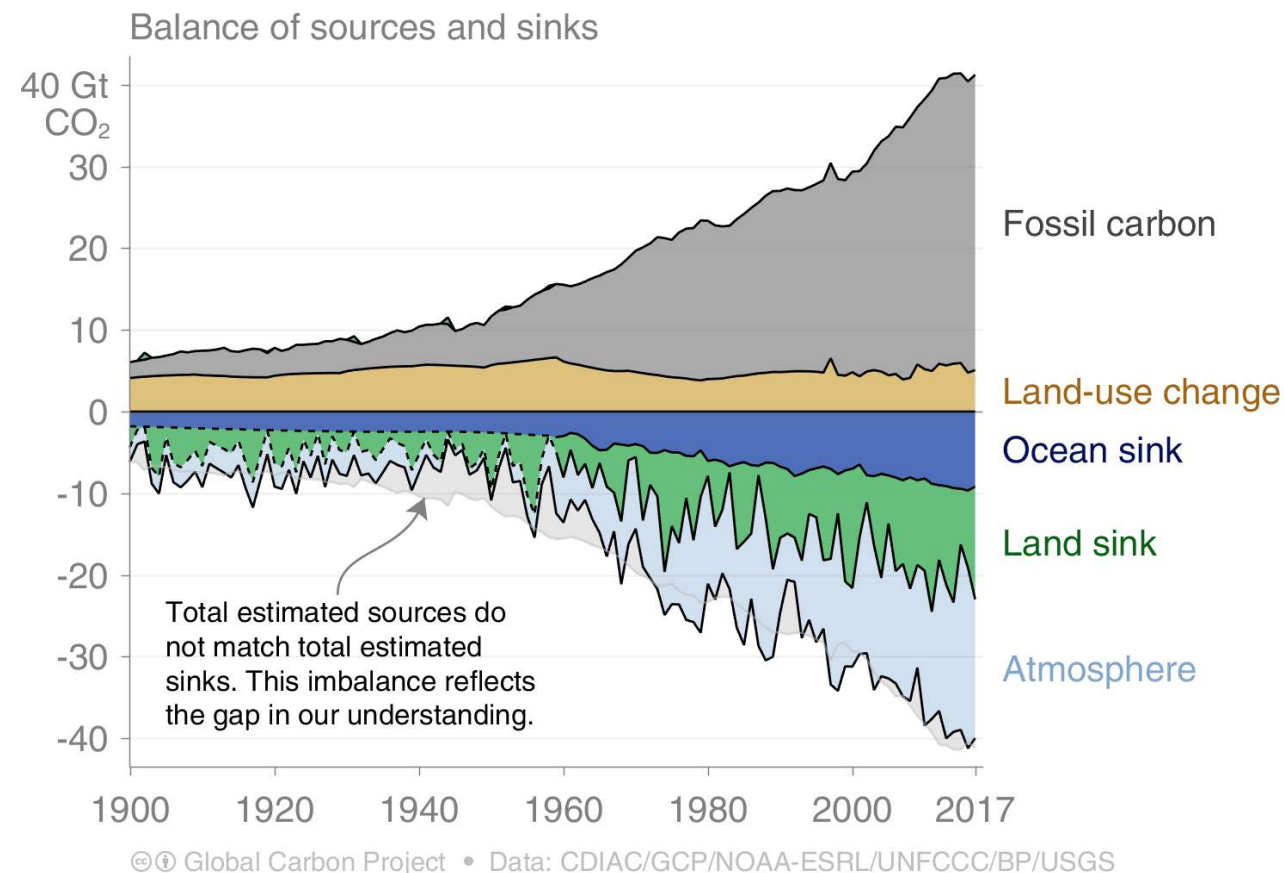 Balance of sources and sinks
40 Gt
CO₂
30
20
10
0
-10
-20
-30
-40
Fossil carbon
Land-use change
Ocean sink
Land sink
Atmosphere
Total estimated sources do
not match total estimated
sinks. This imbalance reflects
the gap in our understanding.
1900 1920 1940 1960 1980 2000 2017
cc Global Carbon Project • Data: CDIAC/GCP/NOAA-ESRL/UNFCCC/BP/USGS